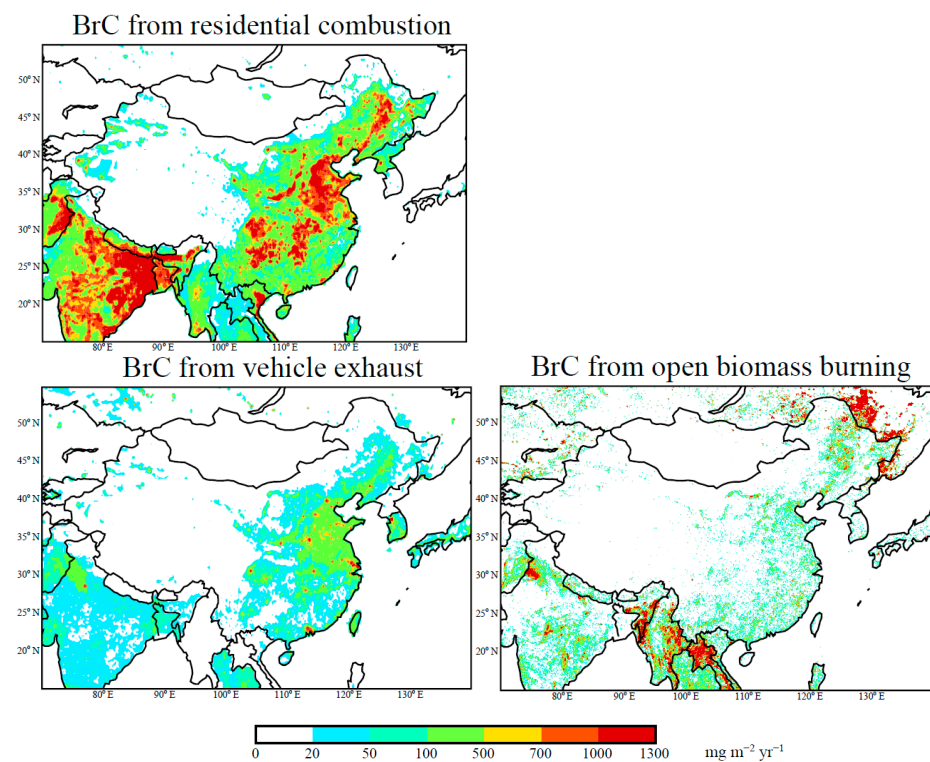 BrC from residential combustion
50° N
45° N
40° N
35° N
30° N
25° N
20° N
80° E 90° E 100° E 110° E 120° E 130° E
BrC from vehicle exhaust
50° N
45° N
40° N
35° N
30° N
25° N
20° N
80° E 90° E 100° E 110° E 120° E 130° E
BrC from open biomass burning
50° N
45° N
40° N
35° N
30° N
25° N
20° N
80° E 90° E 100° E 110° E 120° E 130° E
0 20 50 100 500 700 1000 1300 mg m⁻² yr⁻¹